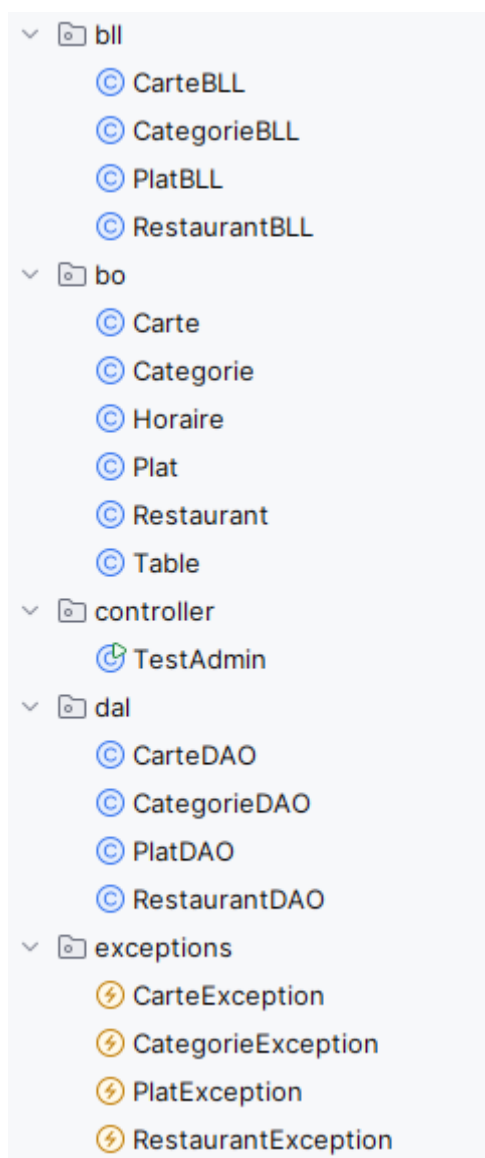 bll
CarteBLL
CategorieBLL
PlatBLL
RestaurantBLL
bo
Carte
Categorie
Horaire
Plat
Restaurant
Table
controller
TestAdmin
dal
CarteDAO
CategorieDAO
PlatDAO
RestaurantDAO
exceptions
CarteException
CategorieException
PlatException
RestaurantException